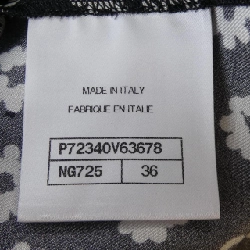 MADE IN ITALY
FABRIQUE EN ITALIE
P72340V63678
NG725 36